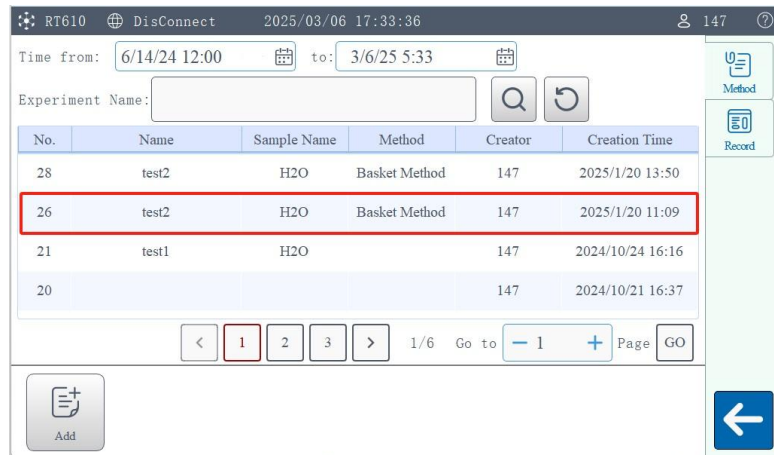 RT610 DisConnect 2025/03/06 17:33:36 147
Time from: 6/14/24 12:00 to: 3/6/25 5:33
Experiment Name:
Method
Record
No. Name Sample Name Method Creator Creation Time
28 test2 H2O Basket Method 147 2025/1/20 13:50
26 test2 H2O Basket Method 147 2025/1/20 11:09
21 test1 H2O 147 2024/10/24 16:16
20 147 2024/10/21 16:37
< 1 2 3 > 1/6 Go to − 1 + Page GO
Add